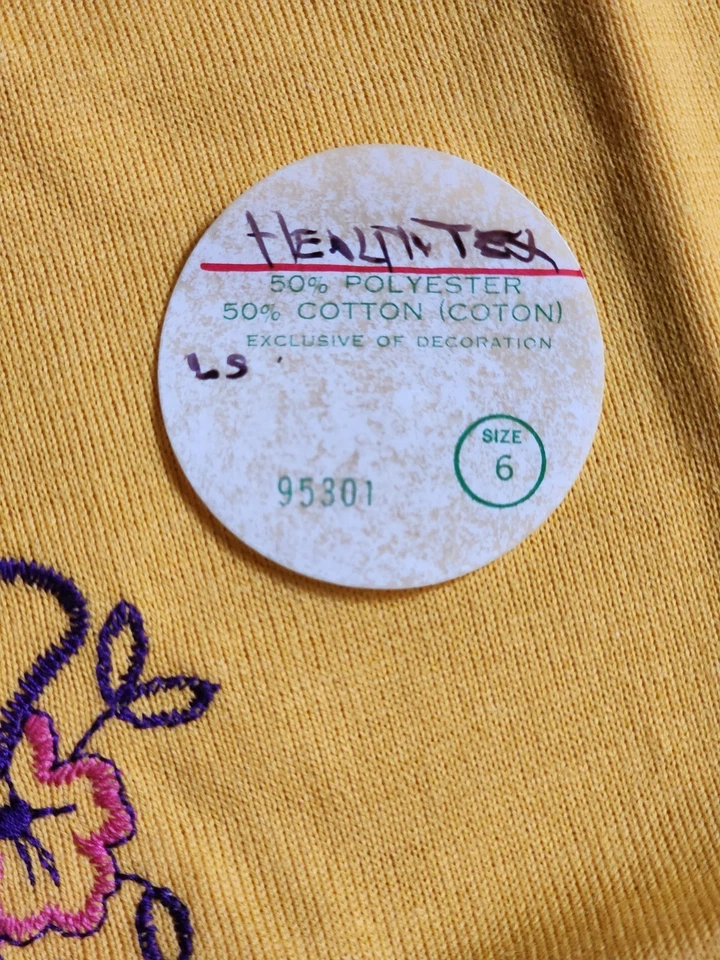 HEALTHTEX
50% POLYESTER
50% COTTON (COTON)
EXCLUSIVE OF DECORATION
LS
SIZE
6
95301